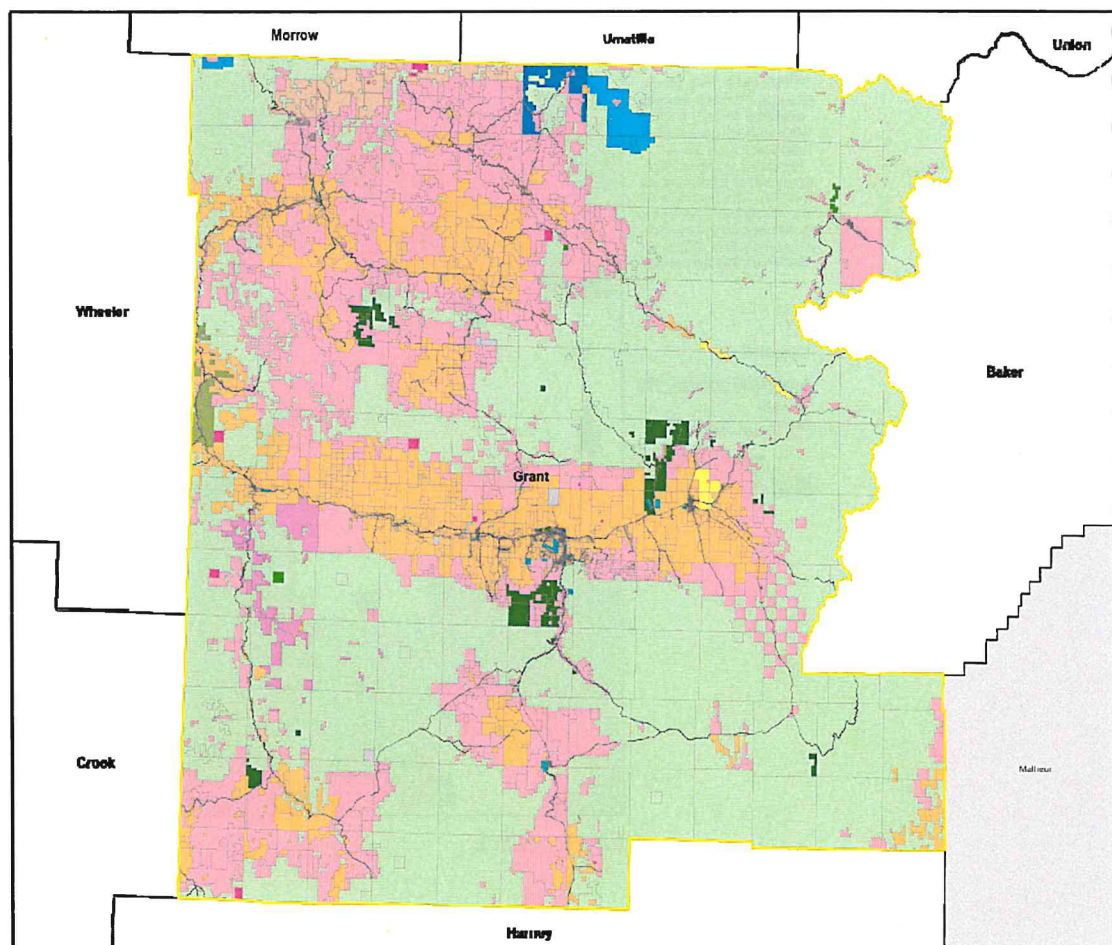 Morrow
Umatilla
Union
Wheeler
Baker
Grant
Crook
Malheur
Harney